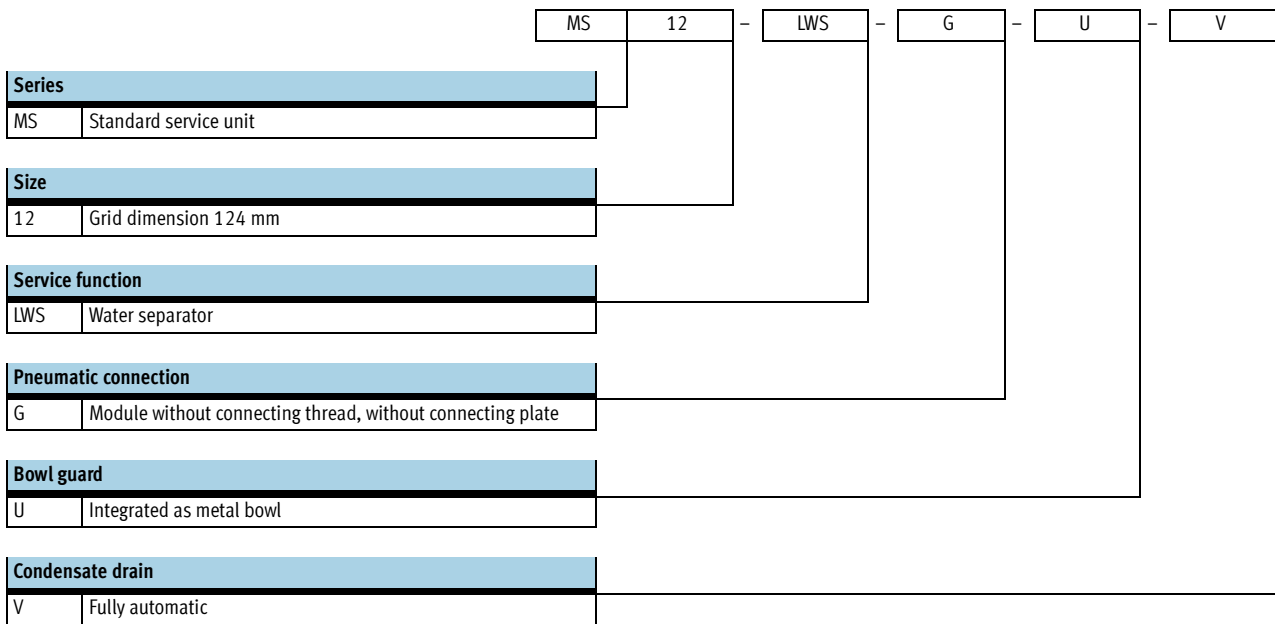 MS 12 – LWS – G – U – V
Series
MS Standard service unit
Size
12 Grid dimension 124 mm
Service function
LWS Water separator
Pneumatic connection
G Module without connecting thread, without connecting plate
Bowl guard
U Integrated as metal bowl
Condensate drain
V Fully automatic